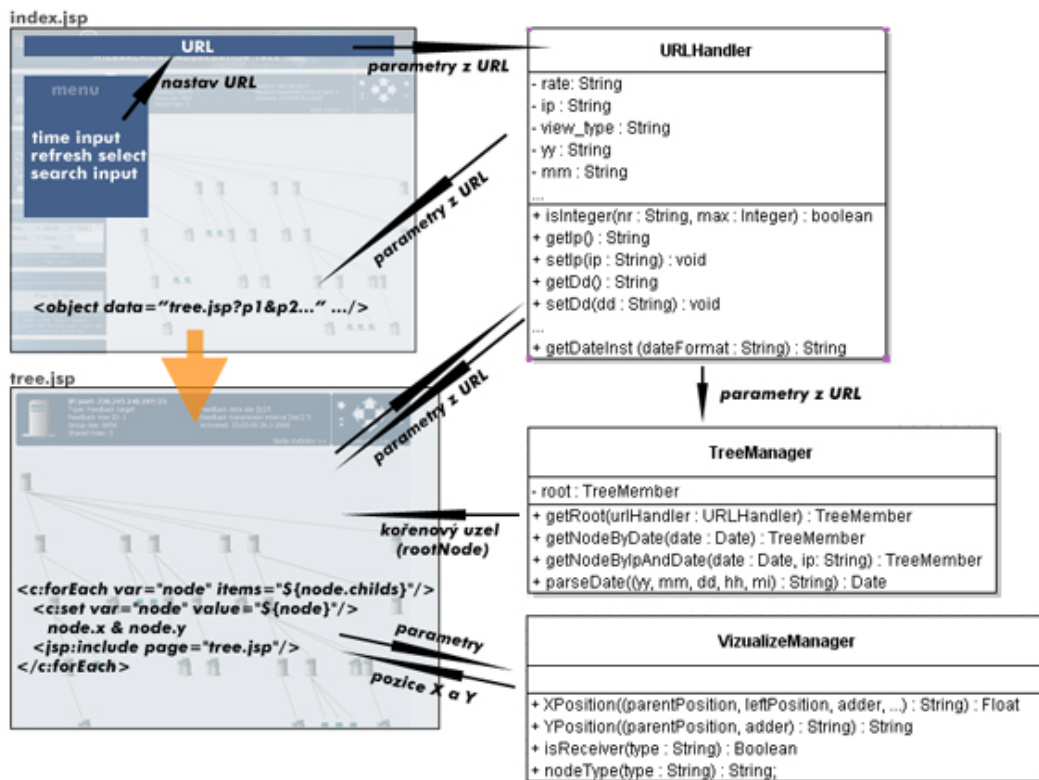 index.jsp
URL
parametry z URL
nastav URL
menu
time input
refresh select
search input
parametry z URL
<object data="tree.jsp?p1&p2..." .../>
URLHandler
- rate: String
- ip : String
- view_type : String
- yy : String
- mm : String
...
+ isInteger(nr : String, max : Integer) : boolean
+ getIp() : String
+ setIp(ip : String) : void
+ getDd() : String
+ setDd(dd : String) : void
...
+ getDateInst (dateFormat : String) : String
parametry z URL
tree.jsp
parametry z URL
kořenový uzel
(rootNode)
TreeManager
- root : TreeMember
+ getRoot(urlHandler : URLHandler) : TreeMember
+ getNodeByDate(date : Date) : TreeMember
+ getNodeByIpAndDate(date : Date, ip: String) : TreeMember
+ parseDate((yy, mm, dd, hh, mi) : String) : Date
<c:forEach var="node" items="${node.childs}"/>
<c:set var="node" value="${node}"/>
node.x & node.y
<jsp:include page="tree.jsp"/>
</c:forEach>
parametry
pozice X a Y
VizualizeManager
+ XPosition((parentPosition, leftPosition, adder, ...) : String) : Float
+ YPosition((parentPosition, adder) : String) : String
+ isReceiver(type : String) : Boolean
+ nodeType(type : String) : String;